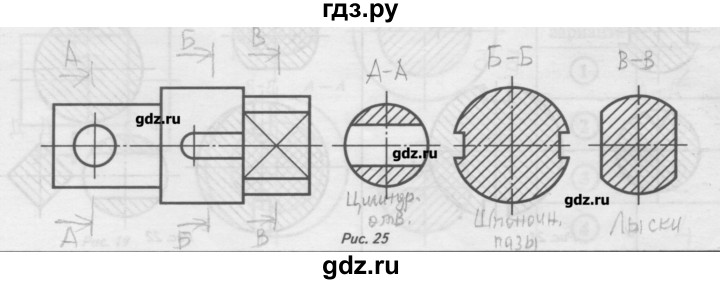 гдз.ру
А
Б
В
А-А
Б-Б
В-В
gdz.ru
gdz.ru
gdz.ru
А
Б
В
Цилиндр.
отв.
Шпоночн.
пазы
Лыски
Рис. 25
gdz.ru